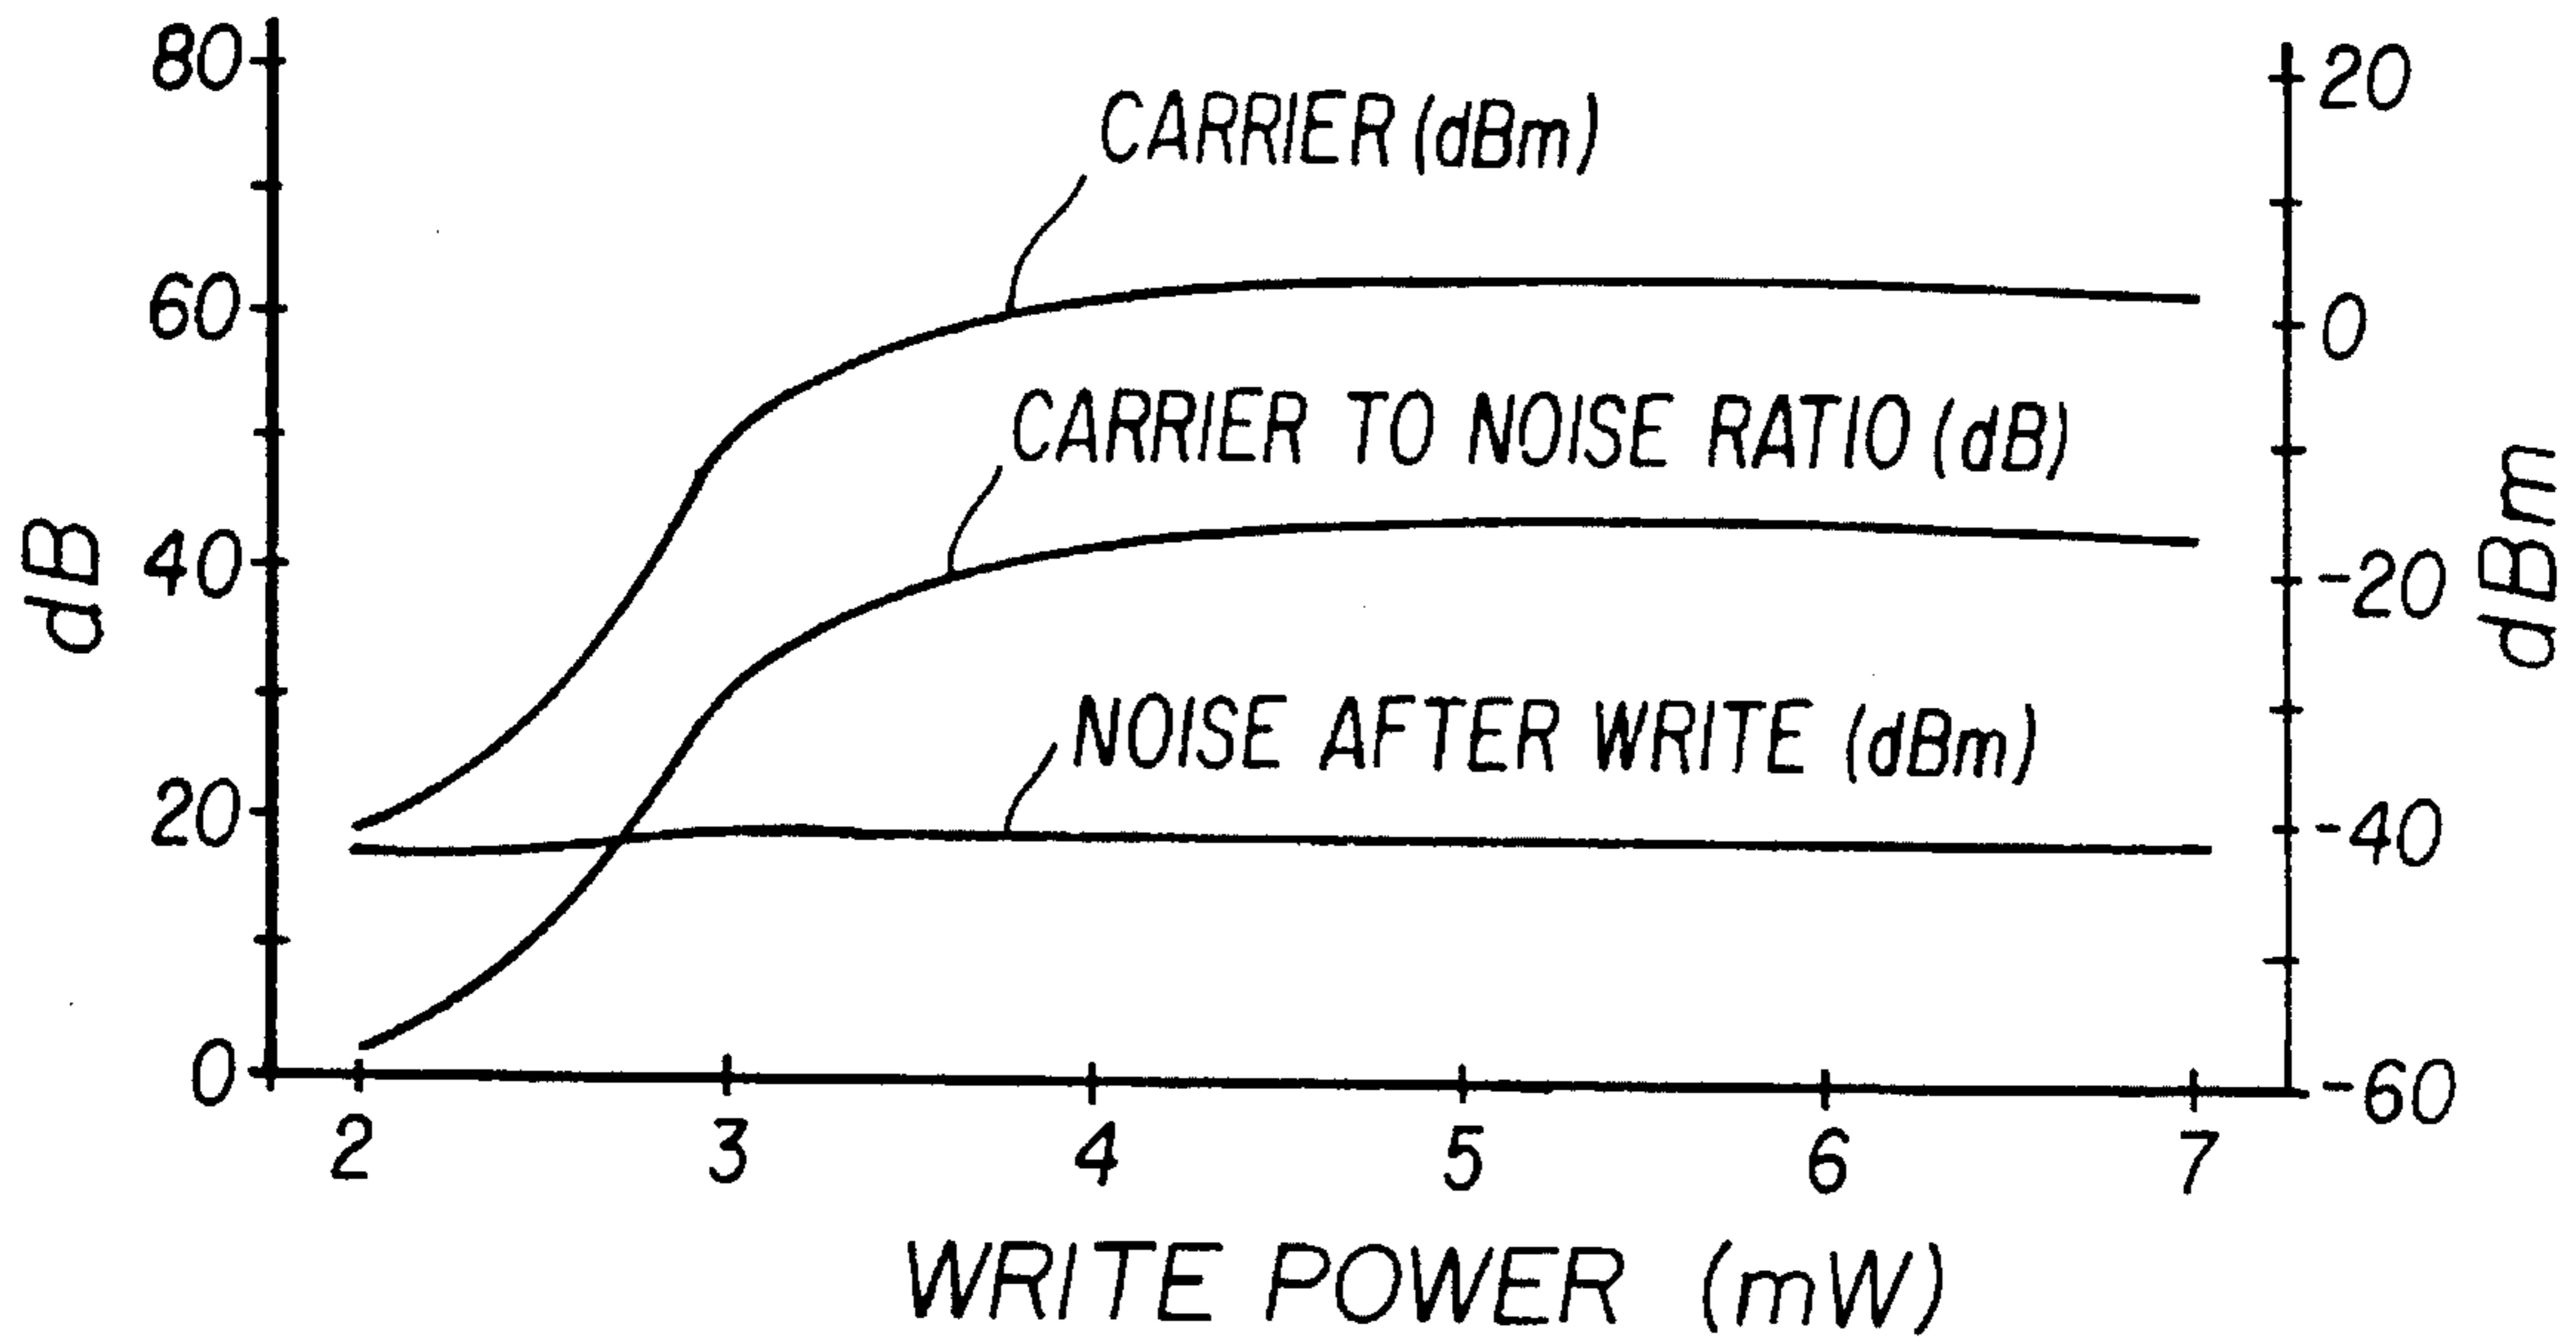 80
60
40
20
0
dB
CARRIER (dBm)
CARRIER TO NOISE RATIO (dB)
NOISE AFTER WRITE (dBm)
20
0
-20
-40
-60
dBm
2 3 4 5 6 7
WRITE POWER (mW)